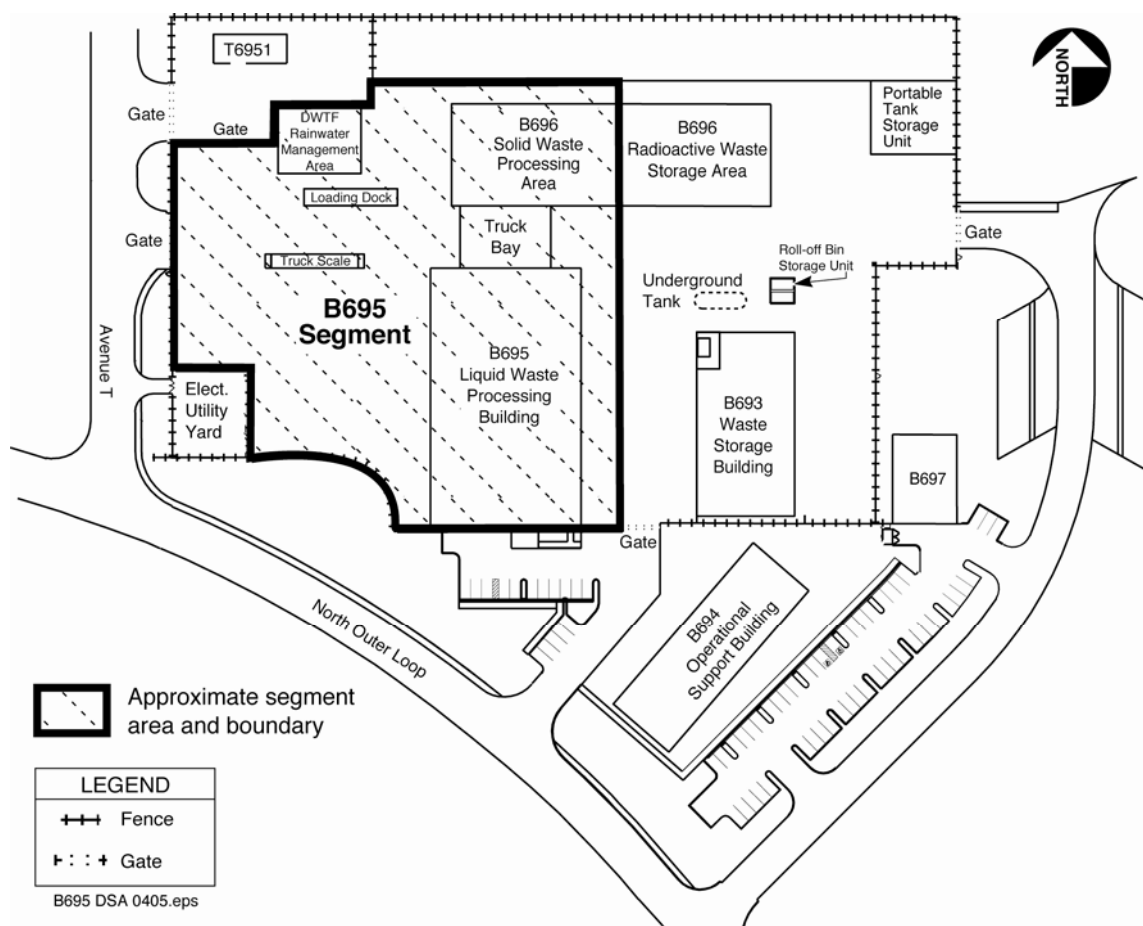 T6951
NORTH
Gate
Gate
DWTF
Rainwater
Management
Area
B696
Solid Waste
Processing
Area
B696
Radioactive Waste
Storage Area
Portable
Tank
Storage
Unit
Loading Dock
Gate
Truck
Bay
Gate
Truck Scale
Roll-off Bin
Storage Unit
Underground
Tank
B695
Segment
Avenue T
B695
Liquid Waste
Processing
Building
Elect.
Utility
Yard
B693
Waste
Storage
Building
B697
Gate
North Outer Loop
B694
Operational
Support Building
Approximate segment
area and boundary
LEGEND
Fence
Gate
B695 DSA 0405.eps